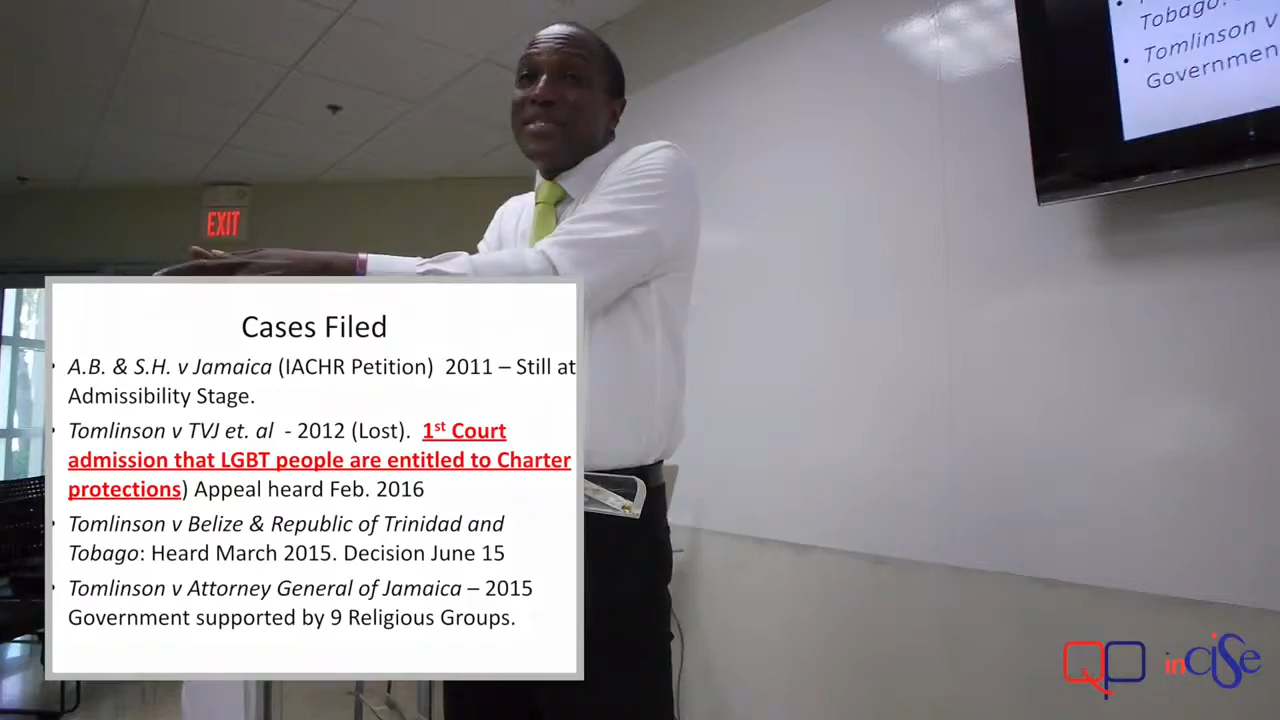 Tobago:
Tomlinson v
Governmen
EXIT
Cases Filed
• A.B. & S.H. v Jamaica (IACHR Petition) 2011 – Still at
Admissibility Stage.
• Tomlinson v TVJ et. al - 2012 (Lost). 1st Court
admission that LGBT people are entitled to Charter
protections) Appeal heard Feb. 2016
• Tomlinson v Belize & Republic of Trinidad and
Tobago: Heard March 2015. Decision June 15
• Tomlinson v Attorney General of Jamaica – 2015
Government supported by 9 Religious Groups.
QP inCiSe